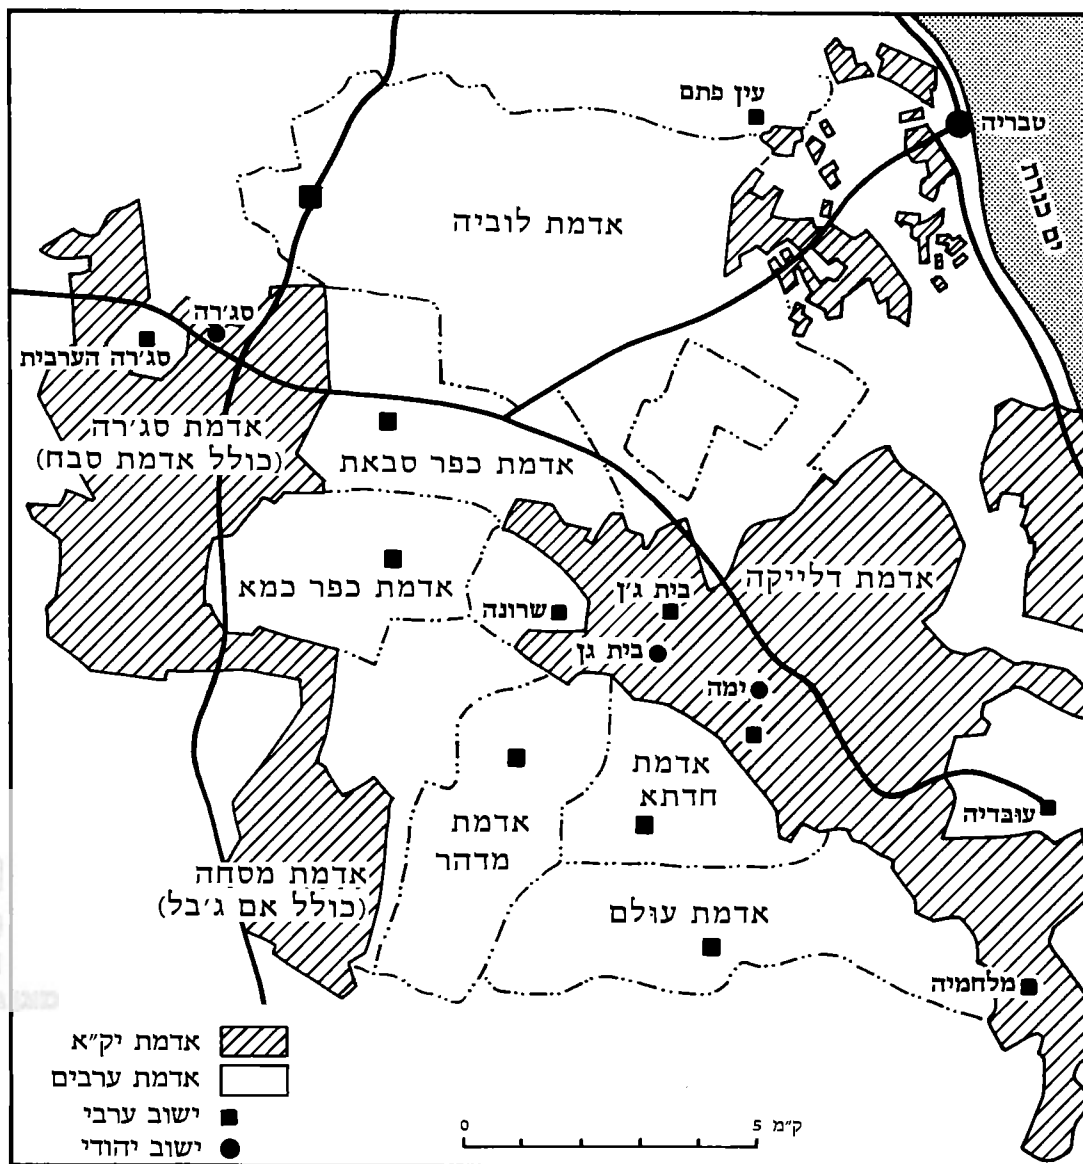 עין פתם
טבריה
ים כנרת
אדמת לוביה
סג׳רה
סג׳רה הערבית
אדמת סג׳רה
(כולל אדמת סבח)
אדמת כפר סבאת
אדמת דלייקה
אדמת כפר כמא
שרונה
בית ג׳ן
בית גן
ימה
אדמת
חדתא
עובדיה
אדמת
מדהר
אדמת מסחה
(כולל אם ג׳בל)
אדמת עולם
מלחמיה
אדמת יק״א
אדמת ערבים
ישוב ערבי
ישוב יהודי
0 5 ק״מ